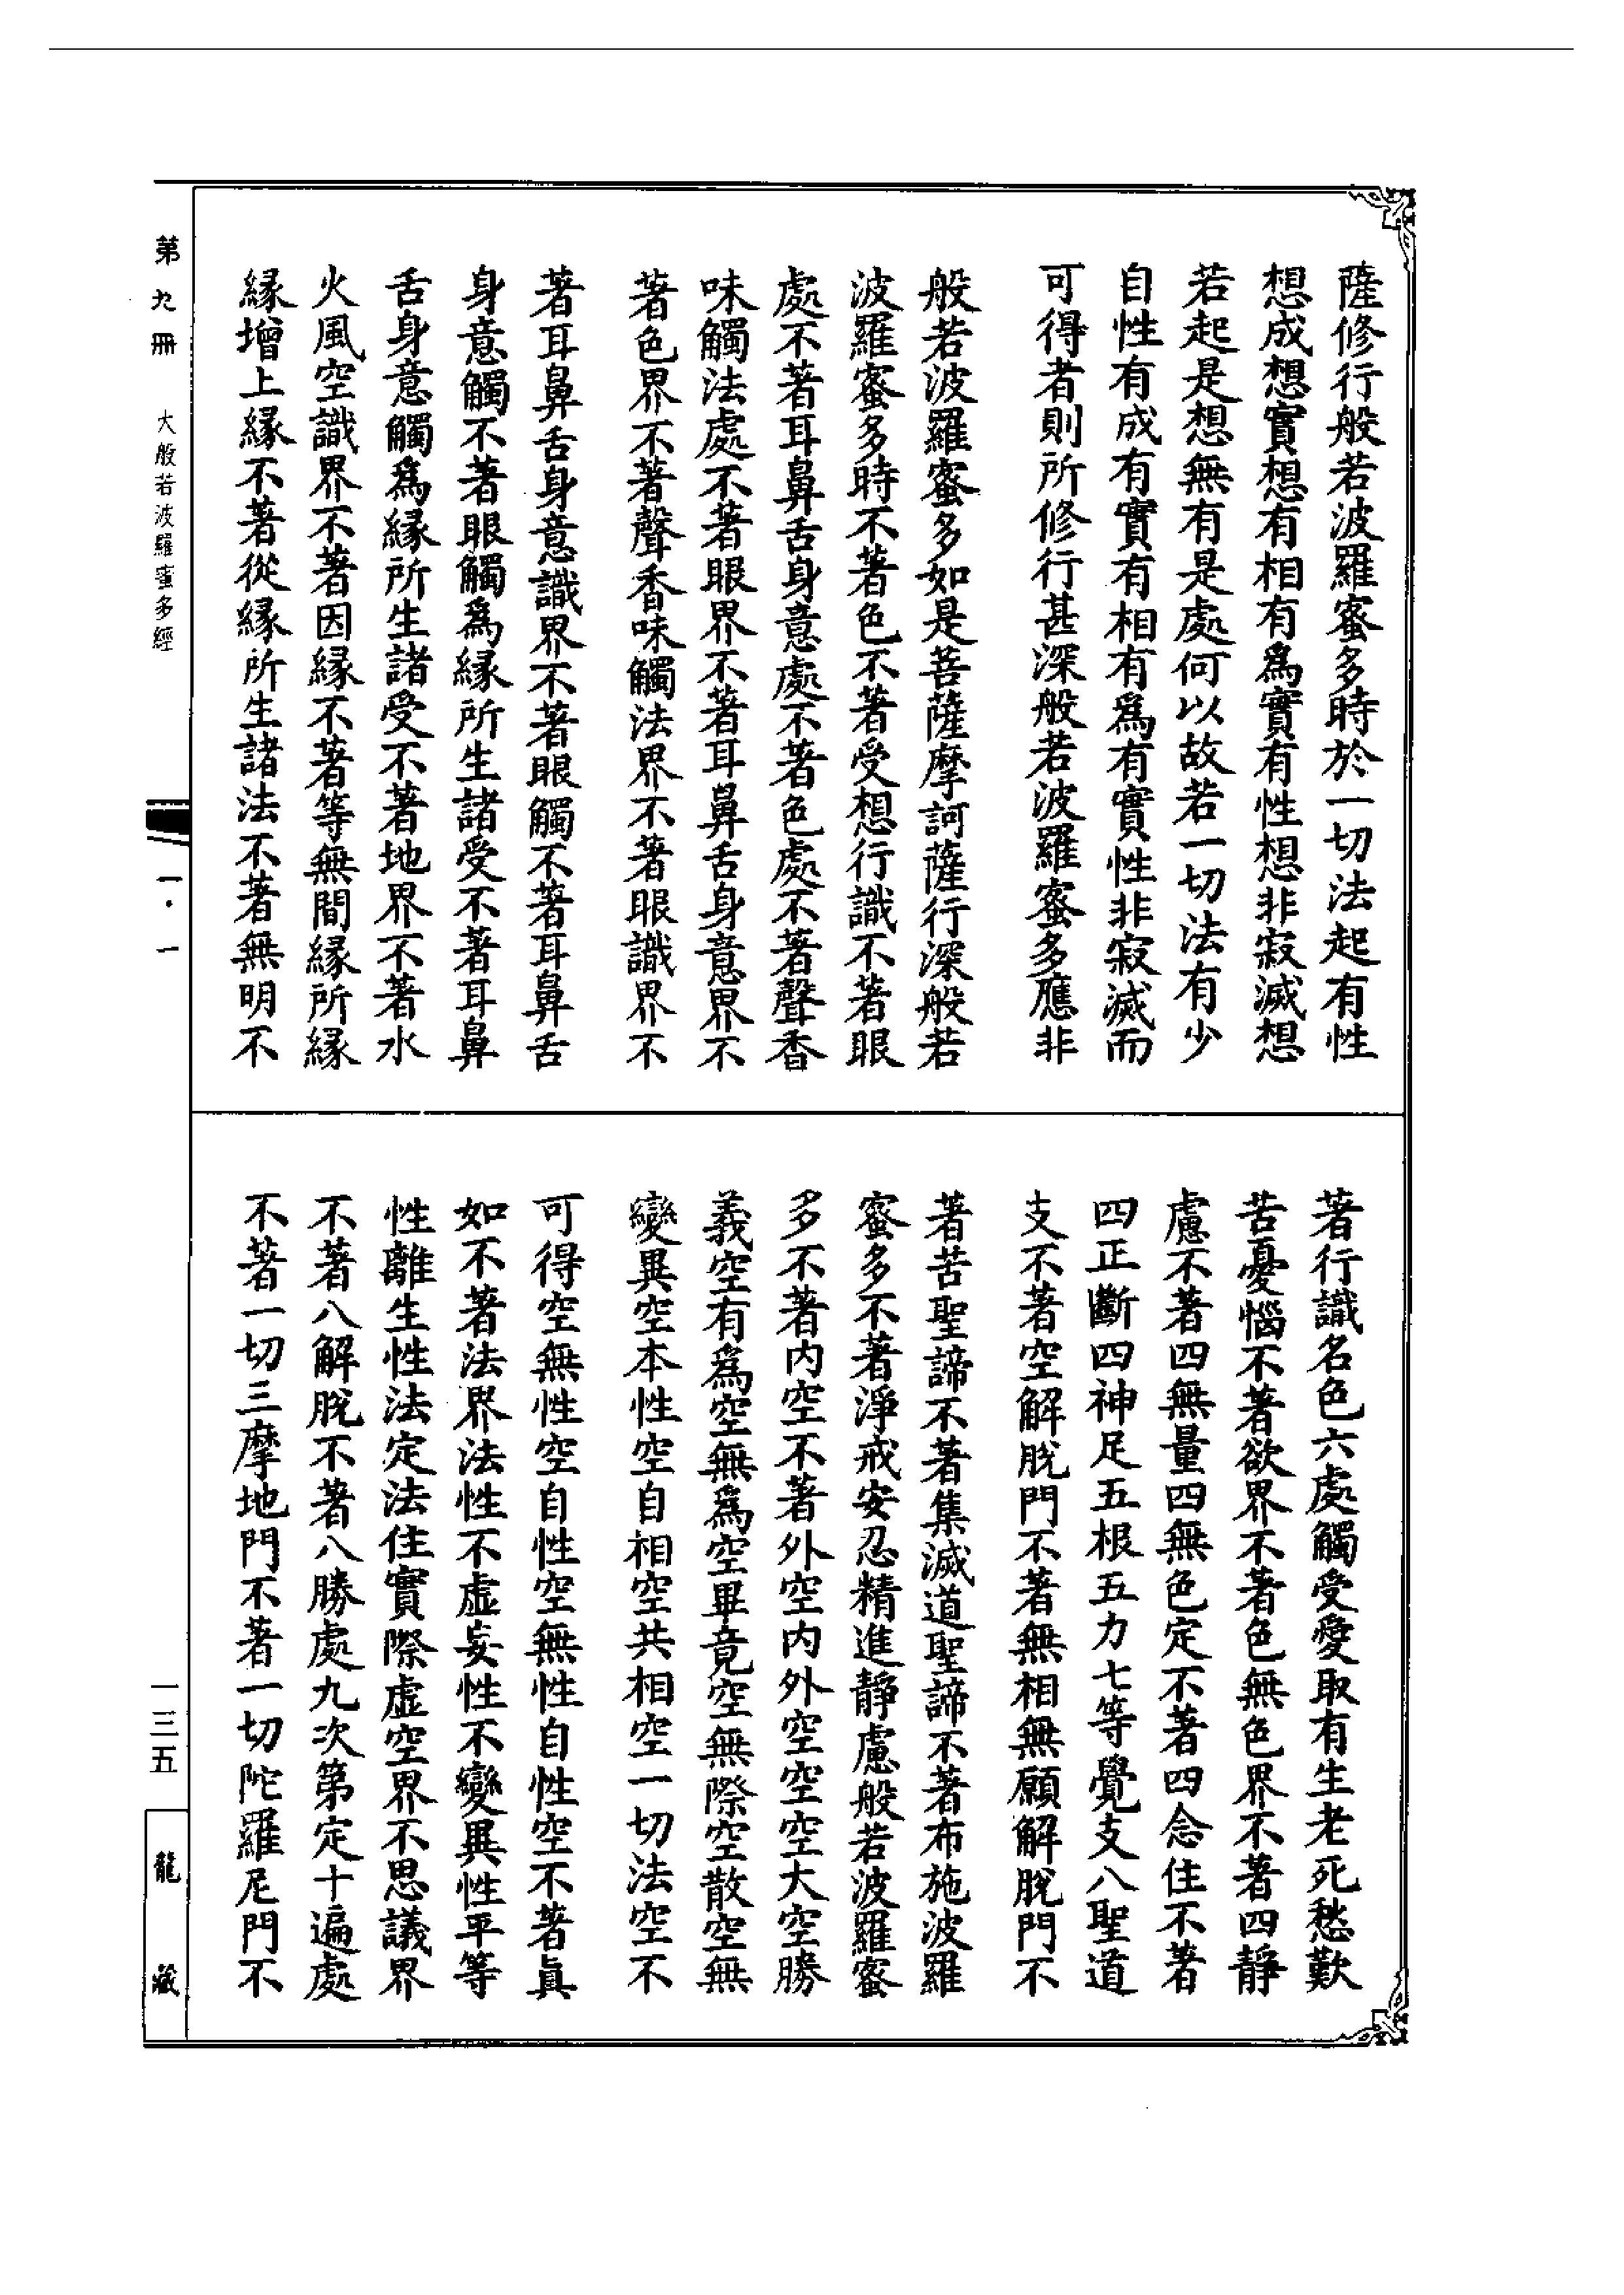 薩修行般若波羅蜜多時於一切法起有性
想成想實想有相有為實有性想非寂滅想
若起是想無有是處何以故若一切法有少
自性有成有實有相有為有實性非寂滅而
可得者則所修行甚深般若波羅蜜多應非
般若波羅蜜多如是菩薩摩訶薩行深般若
波羅蜜多時不著色不著受想行識不著眼
處不著耳鼻舌身意處不著色處不著聲香
味觸法處不著眼界不著耳鼻舌身意界不
著色界不著聲香味觸法界不著眼識界不
著耳鼻舌身意識界不著眼觸不著耳鼻舌
身意觸不著眼觸為緣所生諸受不著耳鼻
舌身意觸為緣所生諸受不著地界不著水
火風空識界不著因緣不著等無間緣所緣
緣增上緣不著從緣所生諸法不著無明不
著行識名色六處觸受愛取有生老死愁歎
苦憂惱不著欲界不著色無色界不著四靜
慮不著四無量四無色定不著四念住不著
四正斷四神足五根五力七等覺支八聖道
支不著空解脫門不著無相無願解脫門不
著苦聖諦不著集滅道聖諦不著布施波羅
蜜多不著淨戒安忍精進靜慮般若波羅蜜
多不著內空不著外空內外空空空大空勝
義空有為空無為空畢竟空無際空散空無
變異空本性空自相空共相空一切法空不
可得空無性空自性空無性自性空不著真
如不著法界法性不虛妄性不變異性平等
性離生性法定法住實際虛空界不思議界
不著八解脫不著八勝處九次第定十遍處
不著一切三摩地門不著一切陀羅尼門不
第九冊 大般若波羅蜜多經 一·一 一三五 龍藏